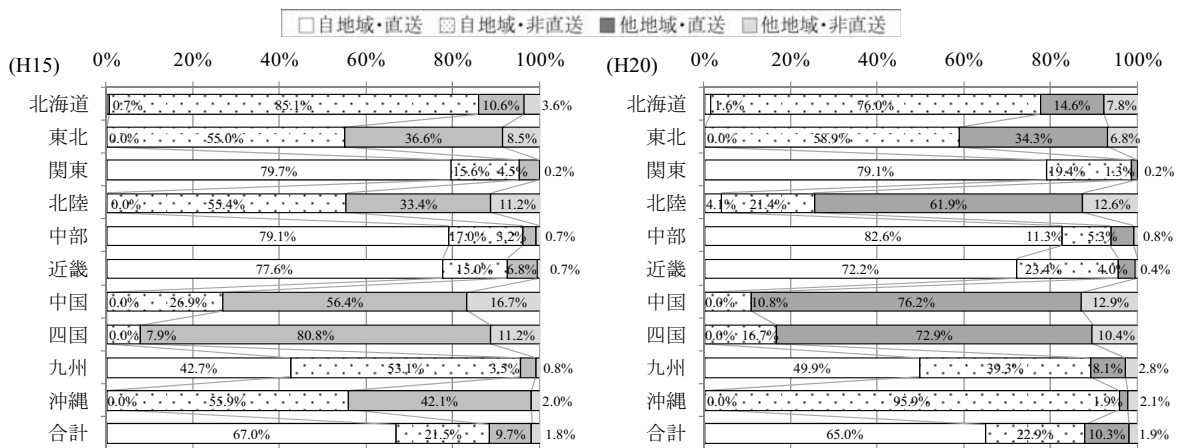 □自地域・直送 自地域・非直送 ■他地域・直送 他地域・非直送
(H15) 0% 20% 40% 60% 80% 100%
北海道 0.7% 85.1% 10.6% 3.6%
東北 0.0% 55.0% 36.6% 8.5%
関東 79.7% 15.6% 4.5% 0.2%
北陸 0.0% 55.4% 33.4% 11.2%
中部 79.1% 17.0% 3.2% 0.7%
近畿 77.6% 15.0% 6.8% 0.7%
中国 0.0% 26.9% 56.4% 16.7%
四国 0.0% 7.9% 80.8% 11.2%
九州 42.7% 53.1% 3.5% 0.8%
沖縄 0.0% 55.9% 42.1% 2.0%
合計 67.0% 21.5% 9.7% 1.8%
(H20) 0% 20% 40% 60% 80% 100%
北海道 1.6% 76.0% 14.6% 7.8%
東北 0.0% 58.9% 34.3% 6.8%
関東 79.1% 19.4% 1.3% 0.2%
北陸 4.1% 21.4% 61.9% 12.6%
中部 82.6% 11.3% 5.3% 0.8%
近畿 72.2% 23.4% 4.0% 0.4%
中国 0.0% 10.8% 76.2% 12.9%
四国 0.0% 16.7% 72.9% 10.4%
九州 49.9% 39.3% 8.1% 2.8%
沖縄 0.0% 95.9% 1.9% 2.1%
合計 65.0% 22.9% 10.3% 1.9%